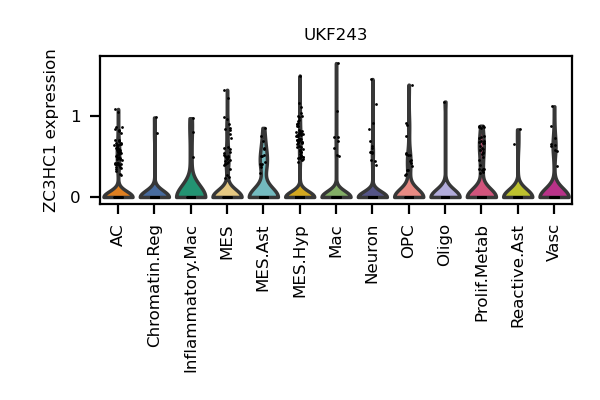 UKF243
ZC3HC1 expression
1
0
AC
Chromatin.Reg
Inflammatory.Mac
MES
MES.Ast
MES.Hyp
Mac
Neuron
OPC
Oligo
Prolif.Metab
Reactive.Ast
Vasc